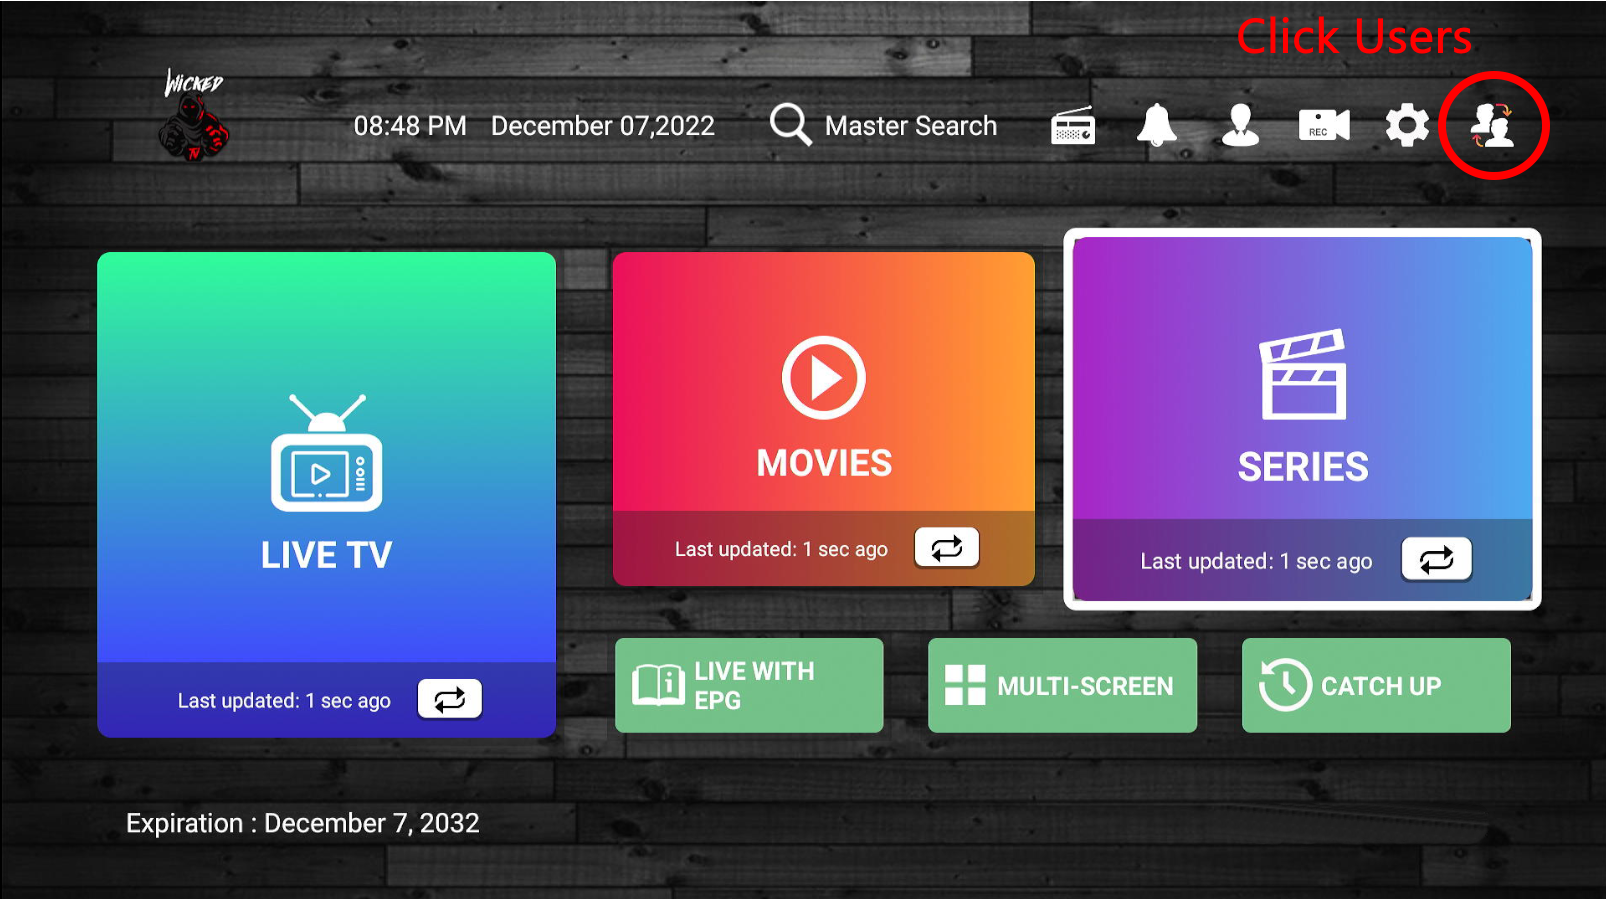 Click Users
WICKED
TV
08:48 PM December 07,2022
Master Search
REC
LIVE TV
Last updated: 1 sec ago
MOVIES
Last updated: 1 sec ago
SERIES
Last updated: 1 sec ago
LIVE WITH
EPG
MULTI-SCREEN
CATCH UP
Expiration : December 7, 2032